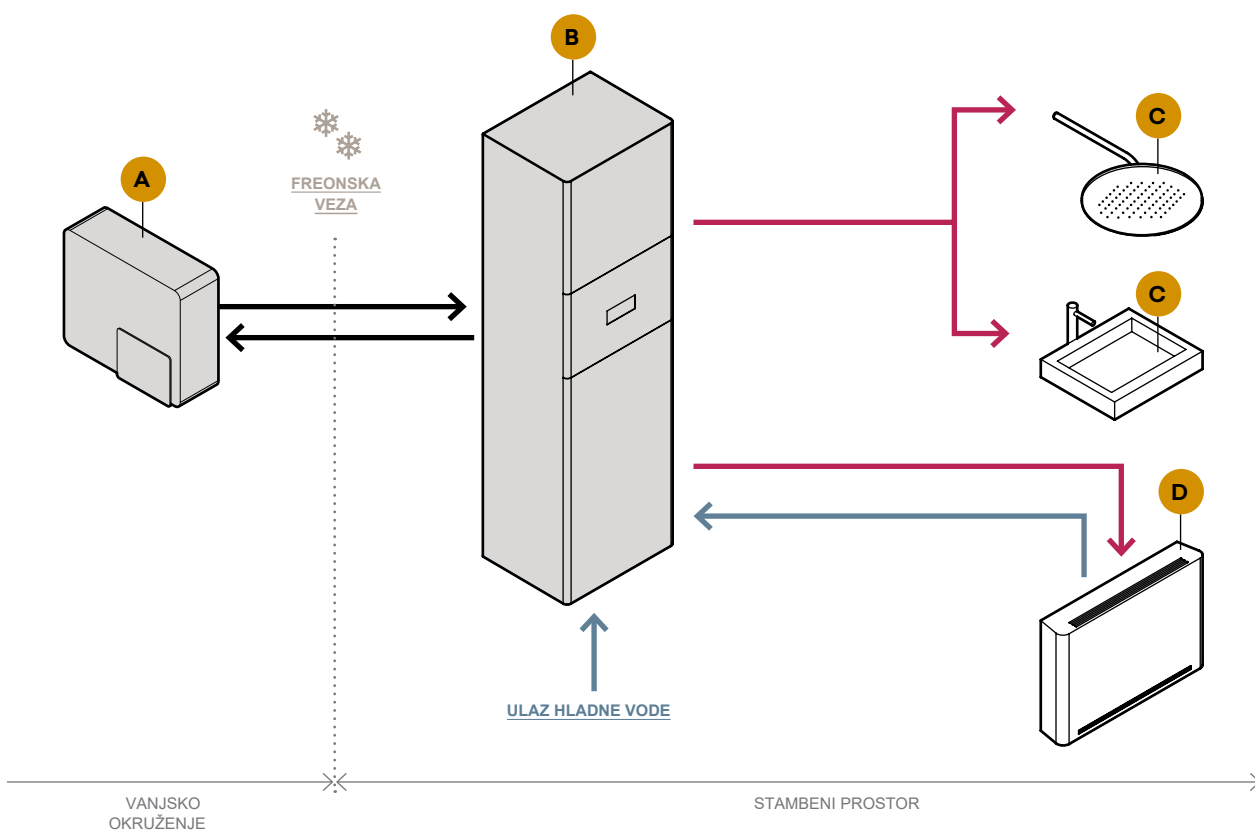 B
C
A
FREONSKA
VEZA
C
D
ULAZ HLADNE VODE
VANJSKO
OKRUŽENJE
STAMBENI PROSTOR